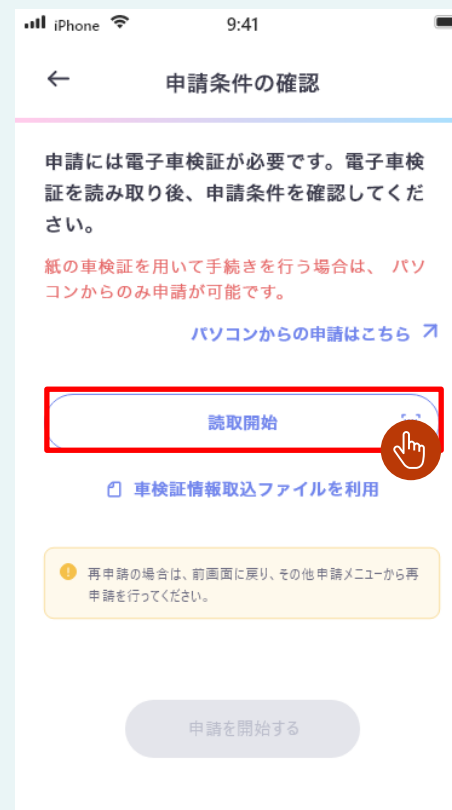 iPhone 9:41
申請条件の確認
申請には電子車検証が必要です。電子車検
証を読み取り後、申請条件を確認してくだ
さい。
紙の車検証を用いて手続きを行う場合は、 パソ
コンからのみ申請が可能です。
パソコンからの申請はこちら
読取開始
車検証情報取込ファイルを利用
再申請の場合は、前画面に戻り、その他申請メニューから再
申請を行ってください。
申請を開始する